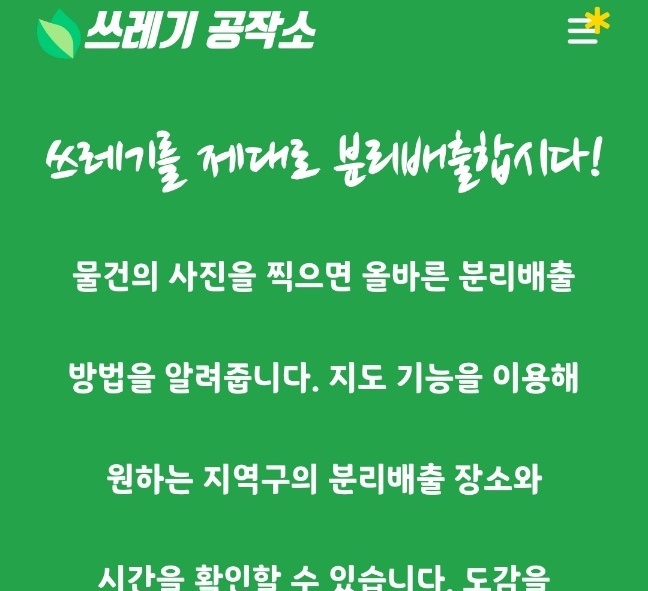 쓰레기 공작소
쓰레기를 제대로 분리배출합시다!
물건의 사진을 찍으면 올바른 분리배출
방법을 알려줍니다. 지도 기능을 이용해
원하는 지역구의 분리배출 장소와
시간을 확인할 수 있습니다. 도감을